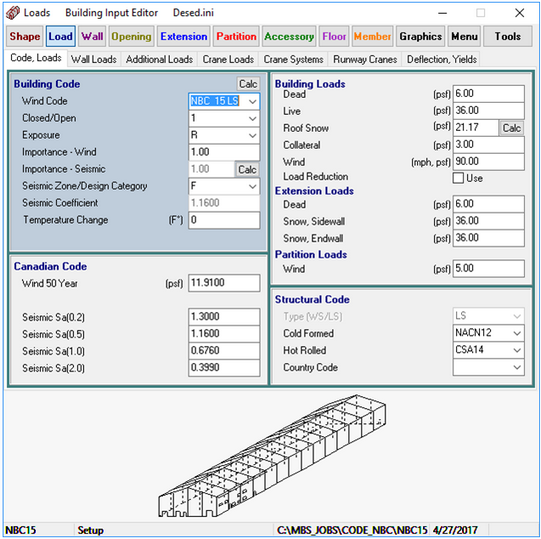 Loads Building Input Editor Desed.ini
Shape Load Wall Opening Extension Partition Accessory Floor Member Graphics Menu Tools
Code, Loads Wall Loads Additional Loads Crane Loads Crane Systems Runway Cranes Deflection, Yields
Building Code Calc
Wind Code NBC 15 LS
Closed/Open 1
Exposure R
Importance - Wind 1.00
Importance - Seismic 1.00 Calc
Seismic Zone/Design Category F
Seismic Coefficient 1.1600
Temperature Change (F°) 0
Canadian Code
Wind 50 Year (psf) 11.9100
Seismic Sa(0.2) 1.3000
Seismic Sa(0.5) 1.1600
Seismic Sa(1.0) 0.6760
Seismic Sa(2.0) 0.3990
Building Loads
Dead (psf) 6.00
Live (psf) 36.00
Roof Snow (psf) 21.17 Calc
Collateral (psf) 3.00
Wind (mph, psf) 90.00
Load Reduction Use
Extension Loads
Dead (psf) 6.00
Snow, Sidewall (psf) 36.00
Snow, Endwall (psf) 36.00
Partition Loads
Wind (psf) 5.00
Structural Code
Type (WS/LS) LS
Cold Formed NACN12
Hot Rolled CSA14
Country Code
NBC15 Setup C:\MBS_JOBS\CODE_NBC\NBC15 4/27/2017